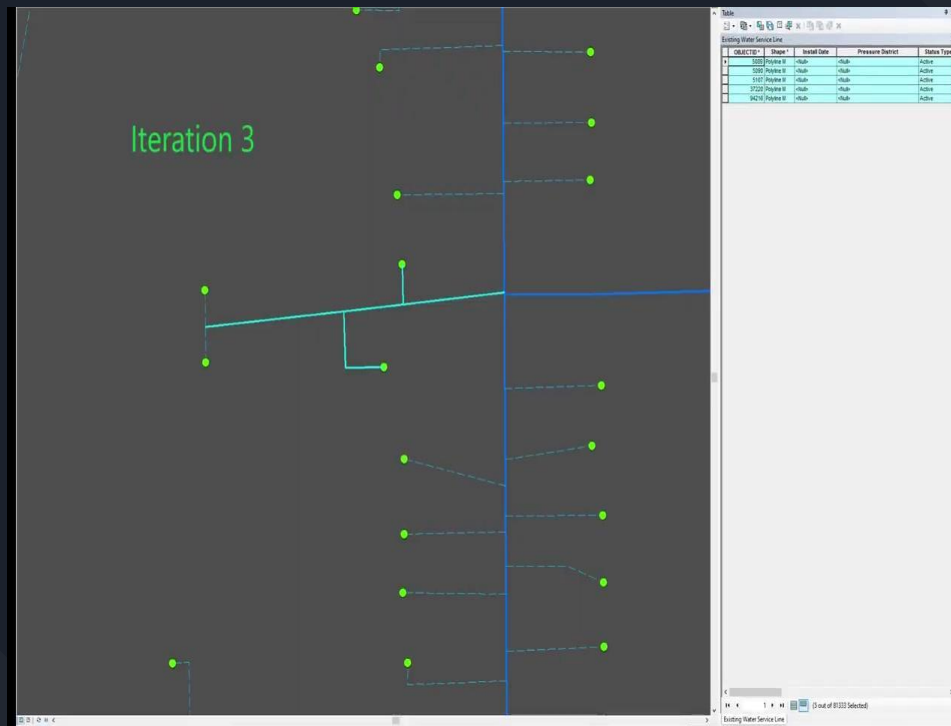 Table
Existing Water Service Line
OBJECTID * Shape * Install Date Pressure District Status Type
5089 Polyline M <Null> <Null> Active
5090 Polyline M <Null> <Null> Active
5107 Polyline M <Null> <Null> Active
37220 Polyline M <Null> <Null> Active
94216 Polyline M <Null> <Null> Active
Iteration 3
1
(5 out of 81333 Selected)
Existing Water Service Line